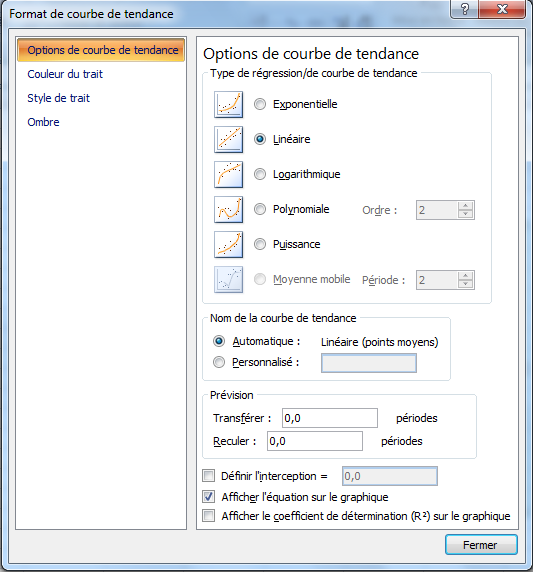 Format de courbe de tendance
?
Options de courbe de tendance
Couleur du trait
Style de trait
Ombre
Options de courbe de tendance
Type de régression/de courbe de tendance
Exponentielle
Linéaire
Logarithmique
Polynomiale Ordre : 2
Puissance
Moyenne mobile Période : 2
Nom de la courbe de tendance
Automatique : Linéaire (points moyens)
Personnalisé :
Prévision
Transférer : 0,0 périodes
Reculer : 0,0 périodes
Définir l'interception = 0,0
Afficher l'équation sur le graphique
Afficher le coefficient de détermination (R²) sur le graphique
Fermer